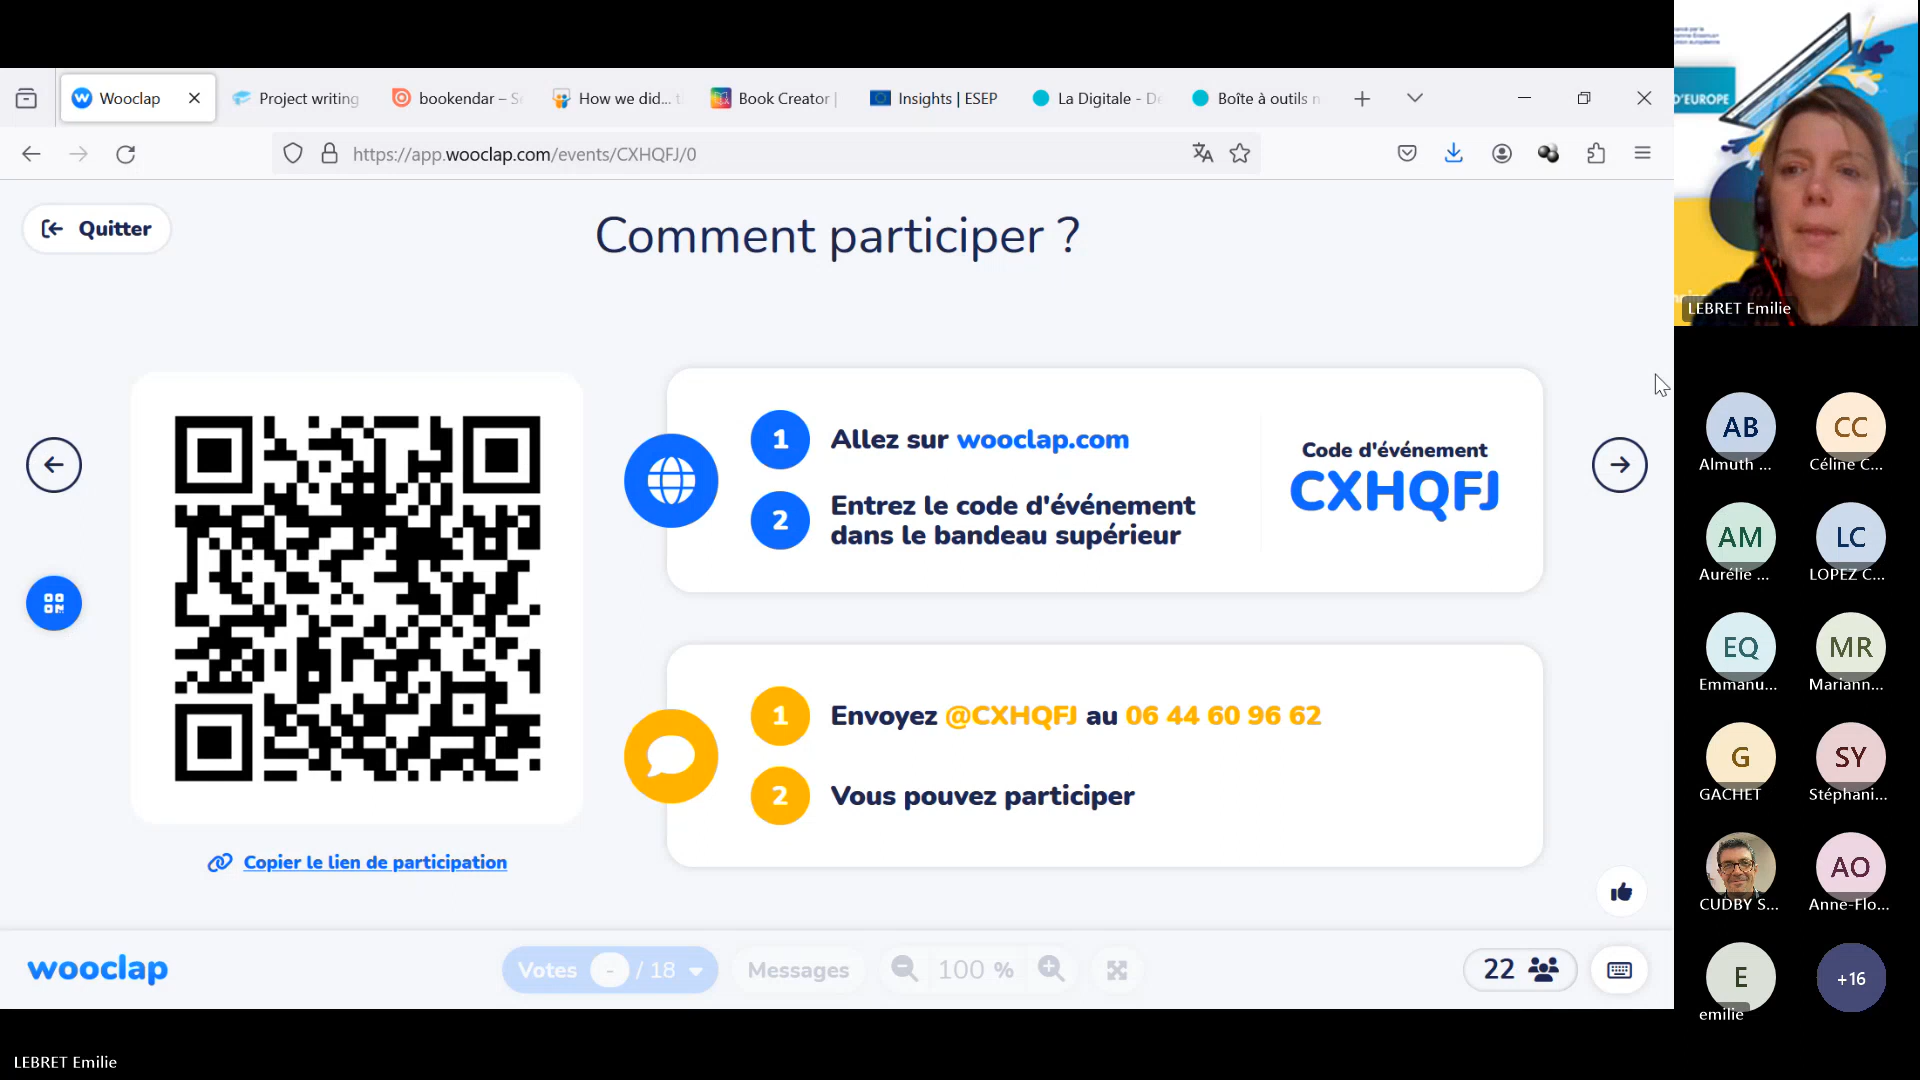 Wooclap
Project writing
bookendar – S
How we did... t
Book Creator |
Insights | ESEP
La Digitale - D
Boîte à outils n
https://app.wooclap.com/events/CXHQFJ/0
Quitter
Comment participer ?
1 Allez sur wooclap.com
2 Entrez le code d'événement
dans le bandeau supérieur
Code d'événement
CXHQFJ
1 Envoyez @CXHQFJ au 06 44 60 96 62
2 Vous pouvez participer
Copier le lien de participation
wooclap
Votes - / 18
Messages
100 %
22
D'EUROPE
LEBRET Emilie
AB
Almuth ...
CC
Céline C...
AM
Aurélie ...
LC
LOPEZ C...
EQ
Emmanu...
MR
Mariann...
G
GACHET
SY
Stéphani...
CUDBY S...
AO
Anne-Flo...
E
emilie
+16
LEBRET Emilie